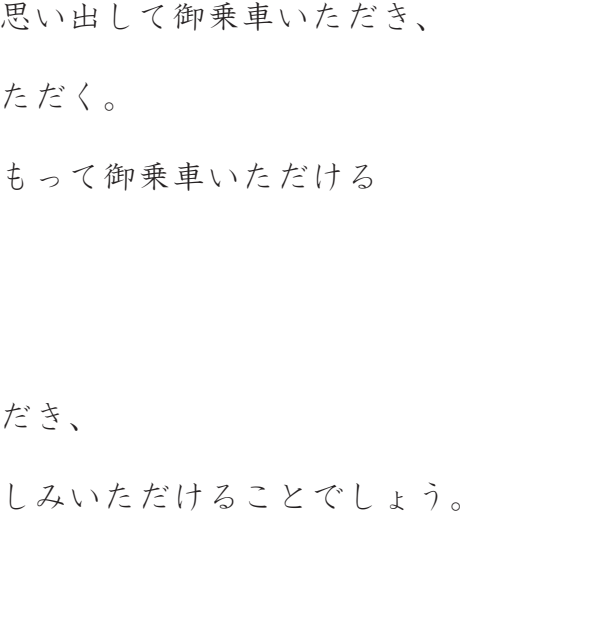 思い出して御乗車いただき、
ただく。
もって御乗車いただける
だき、
しみいただけることでしょう。